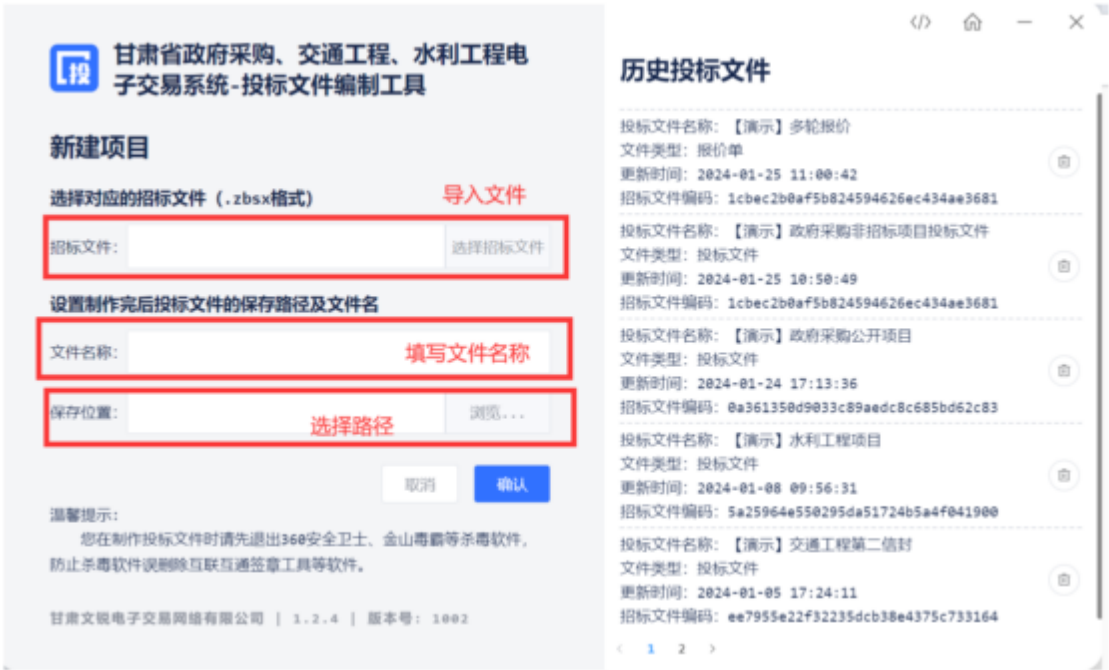 投
甘肃省政府采购、交通工程、水利工程电
子交易系统-投标文件编制工具
新建项目
选择对应的招标文件（.zbsx格式）
导入文件
招标文件：
选择招标文件
设置制作完后投标文件的保存路径及文件名
文件名称：
填写文件名称
保存位置：
选择路径
浏览...
取消
确认
温馨提示：
您在制作投标文件时请先退出360安全卫士、金山毒霸等杀毒软件，
防止杀毒软件误删除互联互通签章工具等软件。
甘肃文锐电子交易网络有限公司 | 1.2.4 | 版本号: 1002
历史投标文件
投标文件名称：【演示】多轮报价
文件类型：报价单
更新时间：2024-01-25 11:00:42
招标文件编码：1cbec2b0af5b824594626ec434ae3681
投标文件名称：【演示】政府采购非招标项目投标文件
文件类型：投标文件
更新时间：2024-01-25 10:50:49
招标文件编码：1cbec2b0af5b824594626ec434ae3681
投标文件名称：【演示】政府采购公开项目
文件类型：投标文件
更新时间：2024-01-24 17:13:36
招标文件编码：0a361350d9033c89aedc8c685bd62c83
投标文件名称：【演示】水利工程项目
文件类型：投标文件
更新时间：2024-01-08 09:56:31
招标文件编码：5a25964e550295da51724b5a4f041900
投标文件名称：【演示】交通工程第二信封
文件类型：投标文件
更新时间：2024-01-05 17:24:11
招标文件编码：ee7955e22f32235dcb38e4375c733164
< 1 2 >